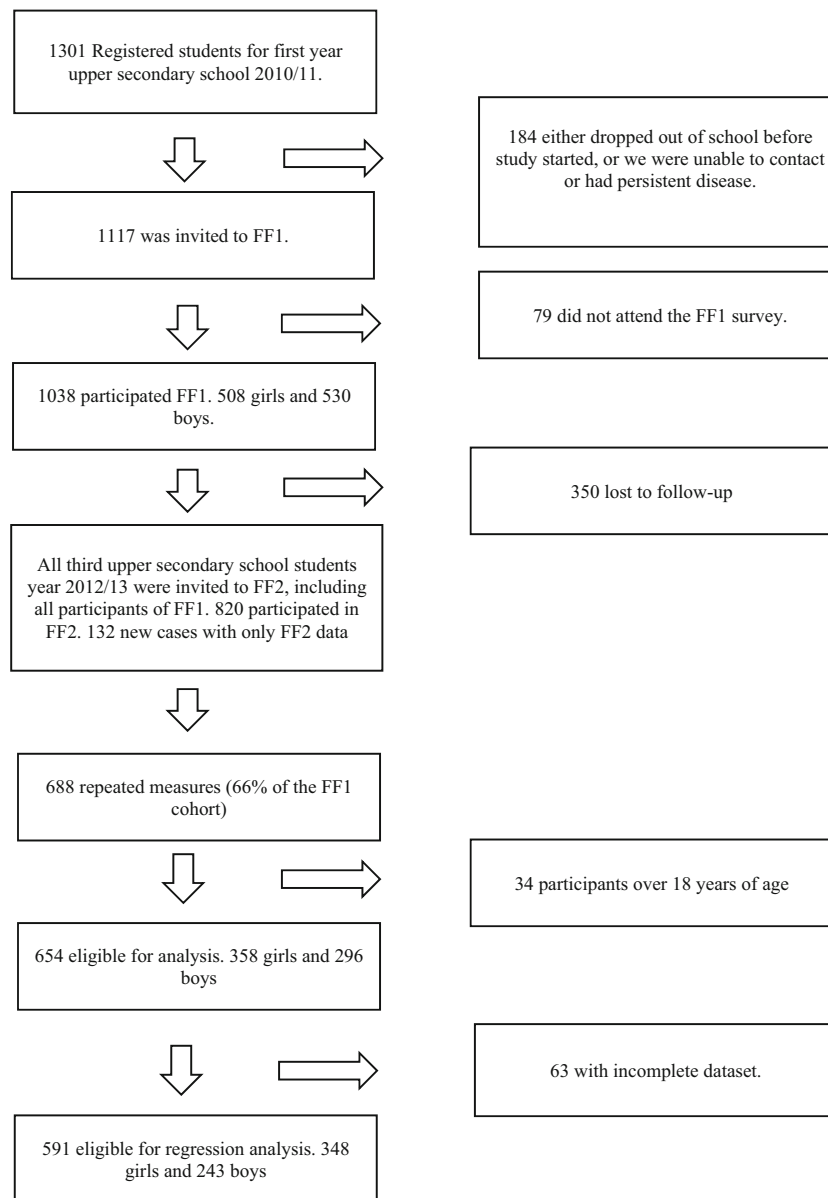 1301 Registered students for first year
upper secondary school 2010/11.
184 either dropped out of school before
study started, or we were unable to contact
or had persistent disease.
1117 was invited to FF1.
79 did not attend the FF1 survey.
1038 participated FF1. 508 girls and 530
boys.
350 lost to follow-up
All third upper secondary school students
year 2012/13 were invited to FF2, including
all participants of FF1. 820 participated in
FF2. 132 new cases with only FF2 data
688 repeated measures (66% of the FF1
cohort)
34 participants over 18 years of age
654 eligible for analysis. 358 girls and 296
boys
63 with incomplete dataset.
591 eligible for regression analysis. 348
girls and 243 boys